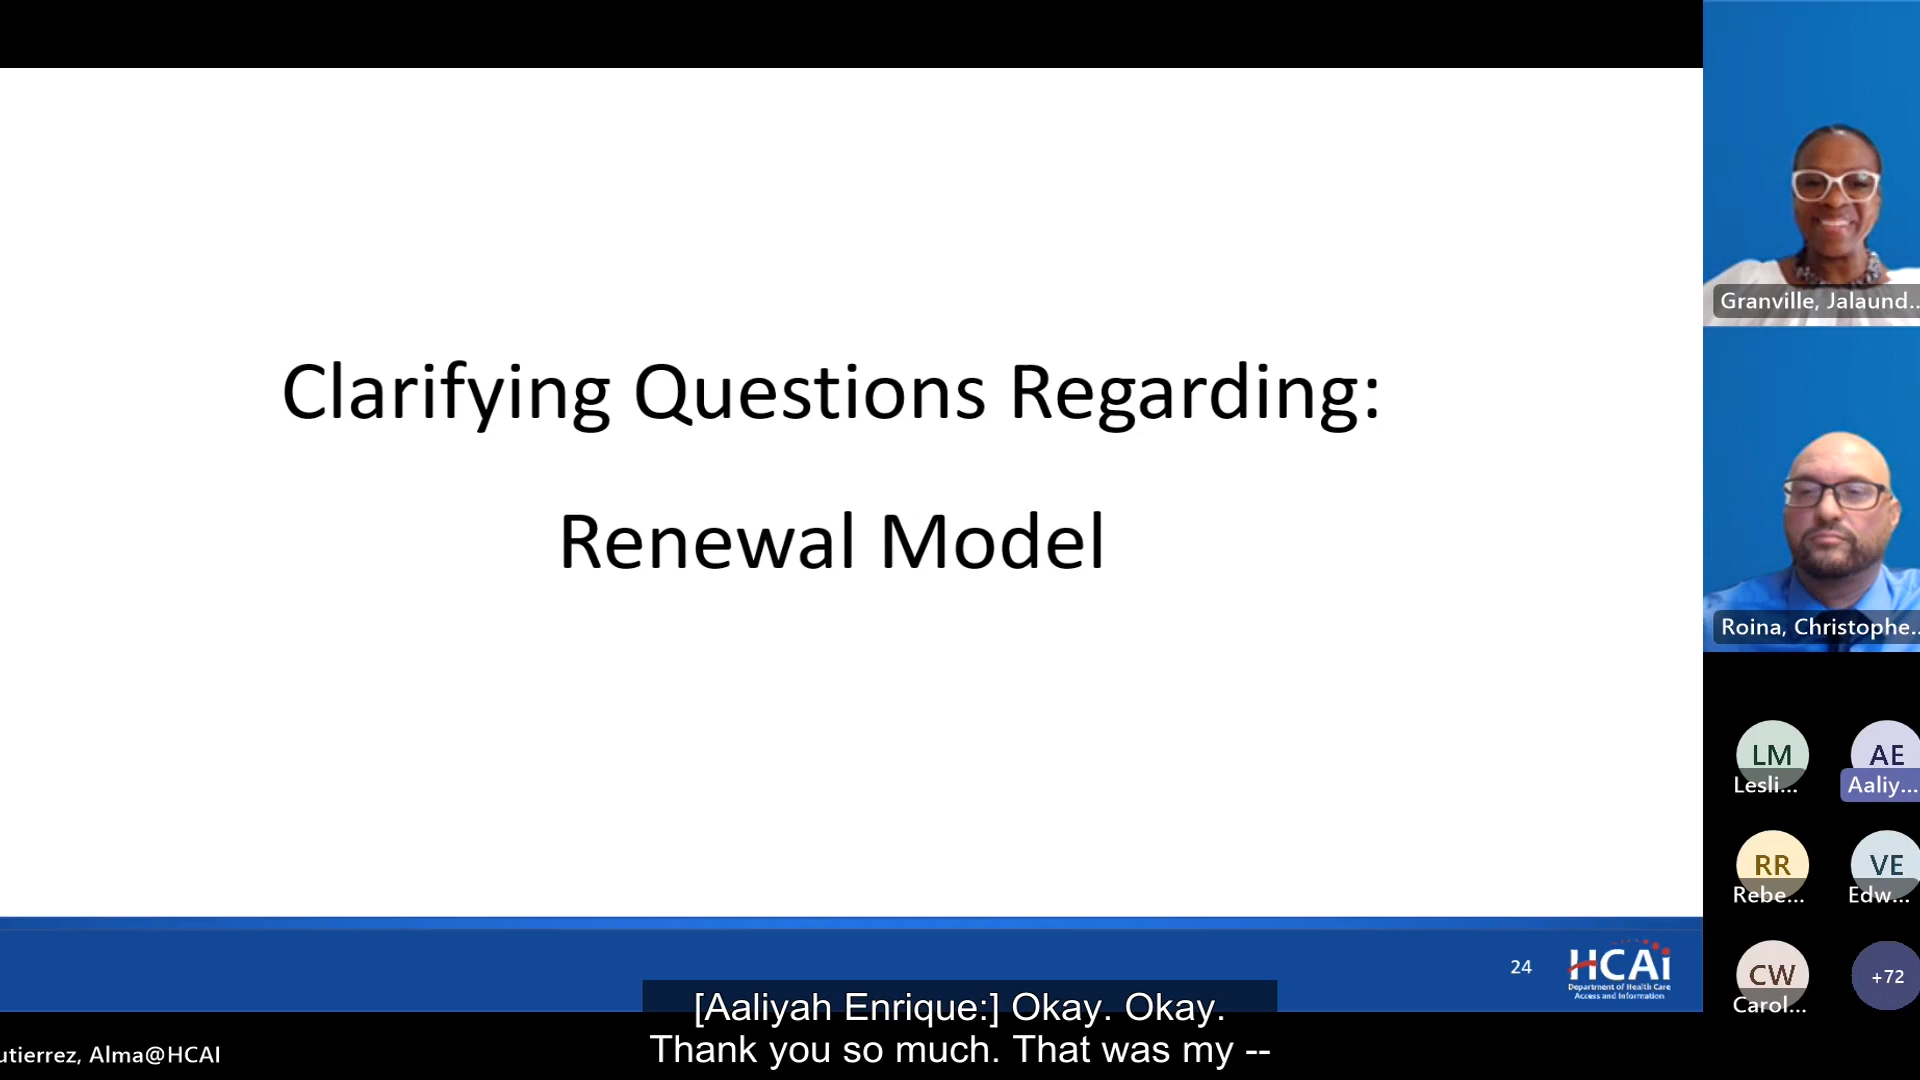 Clarifying Questions Regarding:
Renewal Model
24
HCAi
Department of Health Care
Access and Information
Granville, Jalaund...
Roina, Christophe...
LM
Lesli...
AE
Aaliy...
RR
Rebe...
VE
Edw...
CW
Carol...
+72
[Aaliyah Enrique:] Okay. Okay.
Thank you so much. That was my --
utierrez, Alma@HCAI